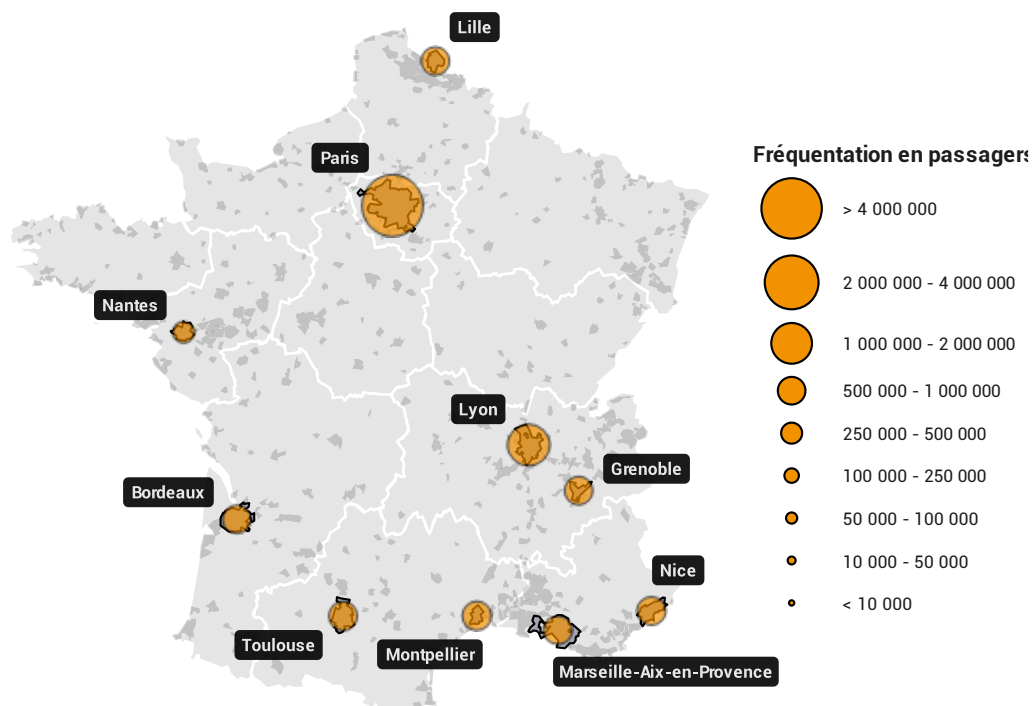 Lille
Paris
Fréquentation en passagers
> 4 000 000
2 000 000 - 4 000 000
Nantes
1 000 000 - 2 000 000
500 000 - 1 000 000
Lyon
250 000 - 500 000
Grenoble
100 000 - 250 000
Bordeaux
50 000 - 100 000
10 000 - 50 000
Nice
< 10 000
Toulouse
Montpellier
Marseille-Aix-en-Provence